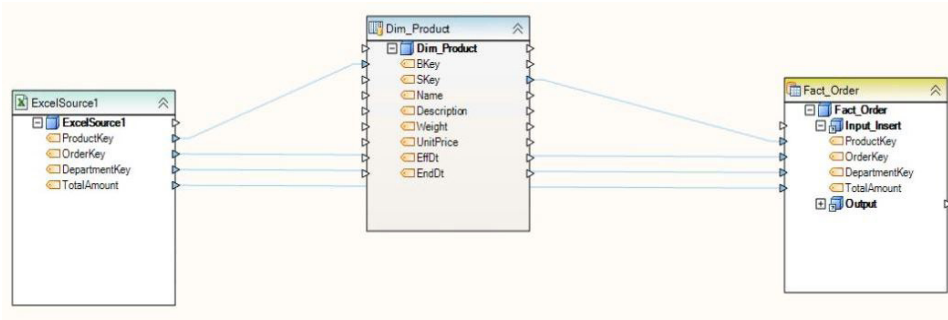 ExcelSource1
ExcelSource1
ProductKey
OrderKey
DepartmentKey
TotalAmount
Dim_Product
Dim_Product
BKey
SKey
Name
Description
Weight
UnitPrice
EffDt
EndDt
Fact_Order
Fact_Order
Input_Insert
ProductKey
OrderKey
DepartmentKey
TotalAmount
Output